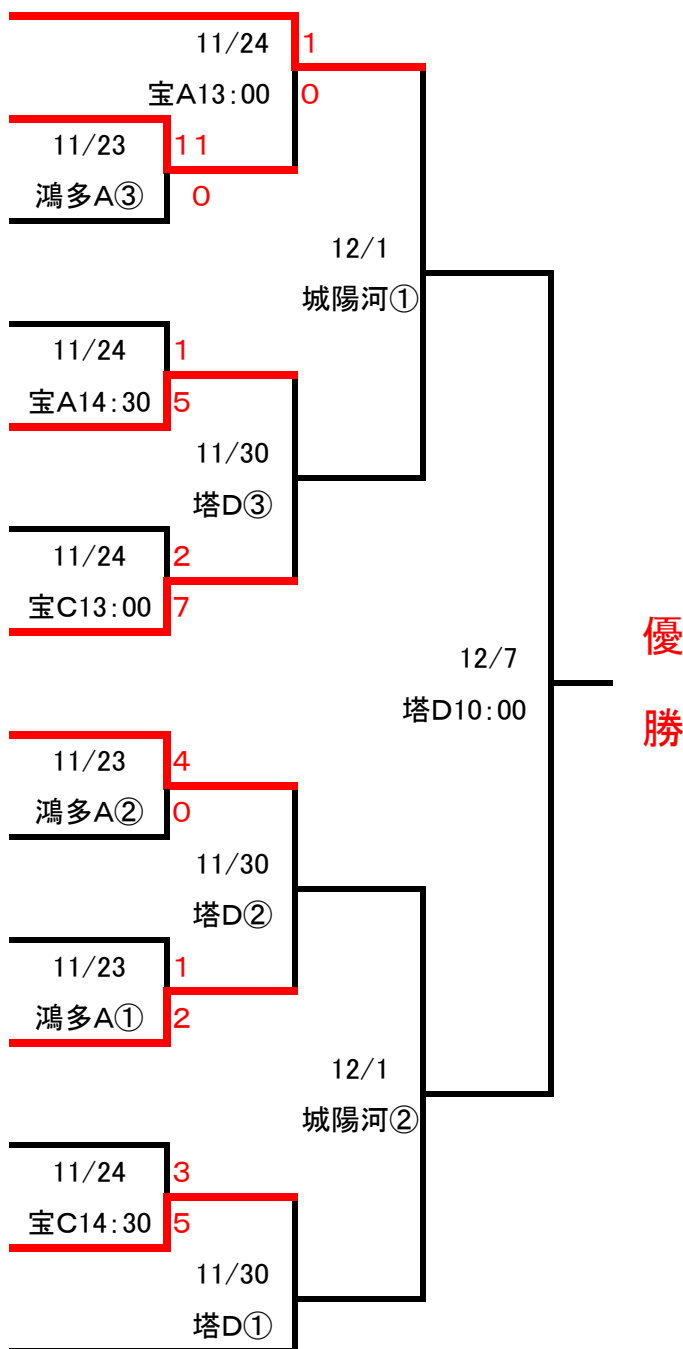 11/24 1
宝A13:00 0
11/23 11
鴻多A③ 0
12/1
城陽河①
11/24 1
宝A14:30 5
11/30
塔D③
11/24 2
宝C13:00 7
優
12/7
塔D10:00
勝
11/23 4
鴻多A② 0
11/30
塔D②
11/23 1
鴻多A① 2
12/1
城陽河②
11/24 3
宝C14:30 5
11/30
塔D①